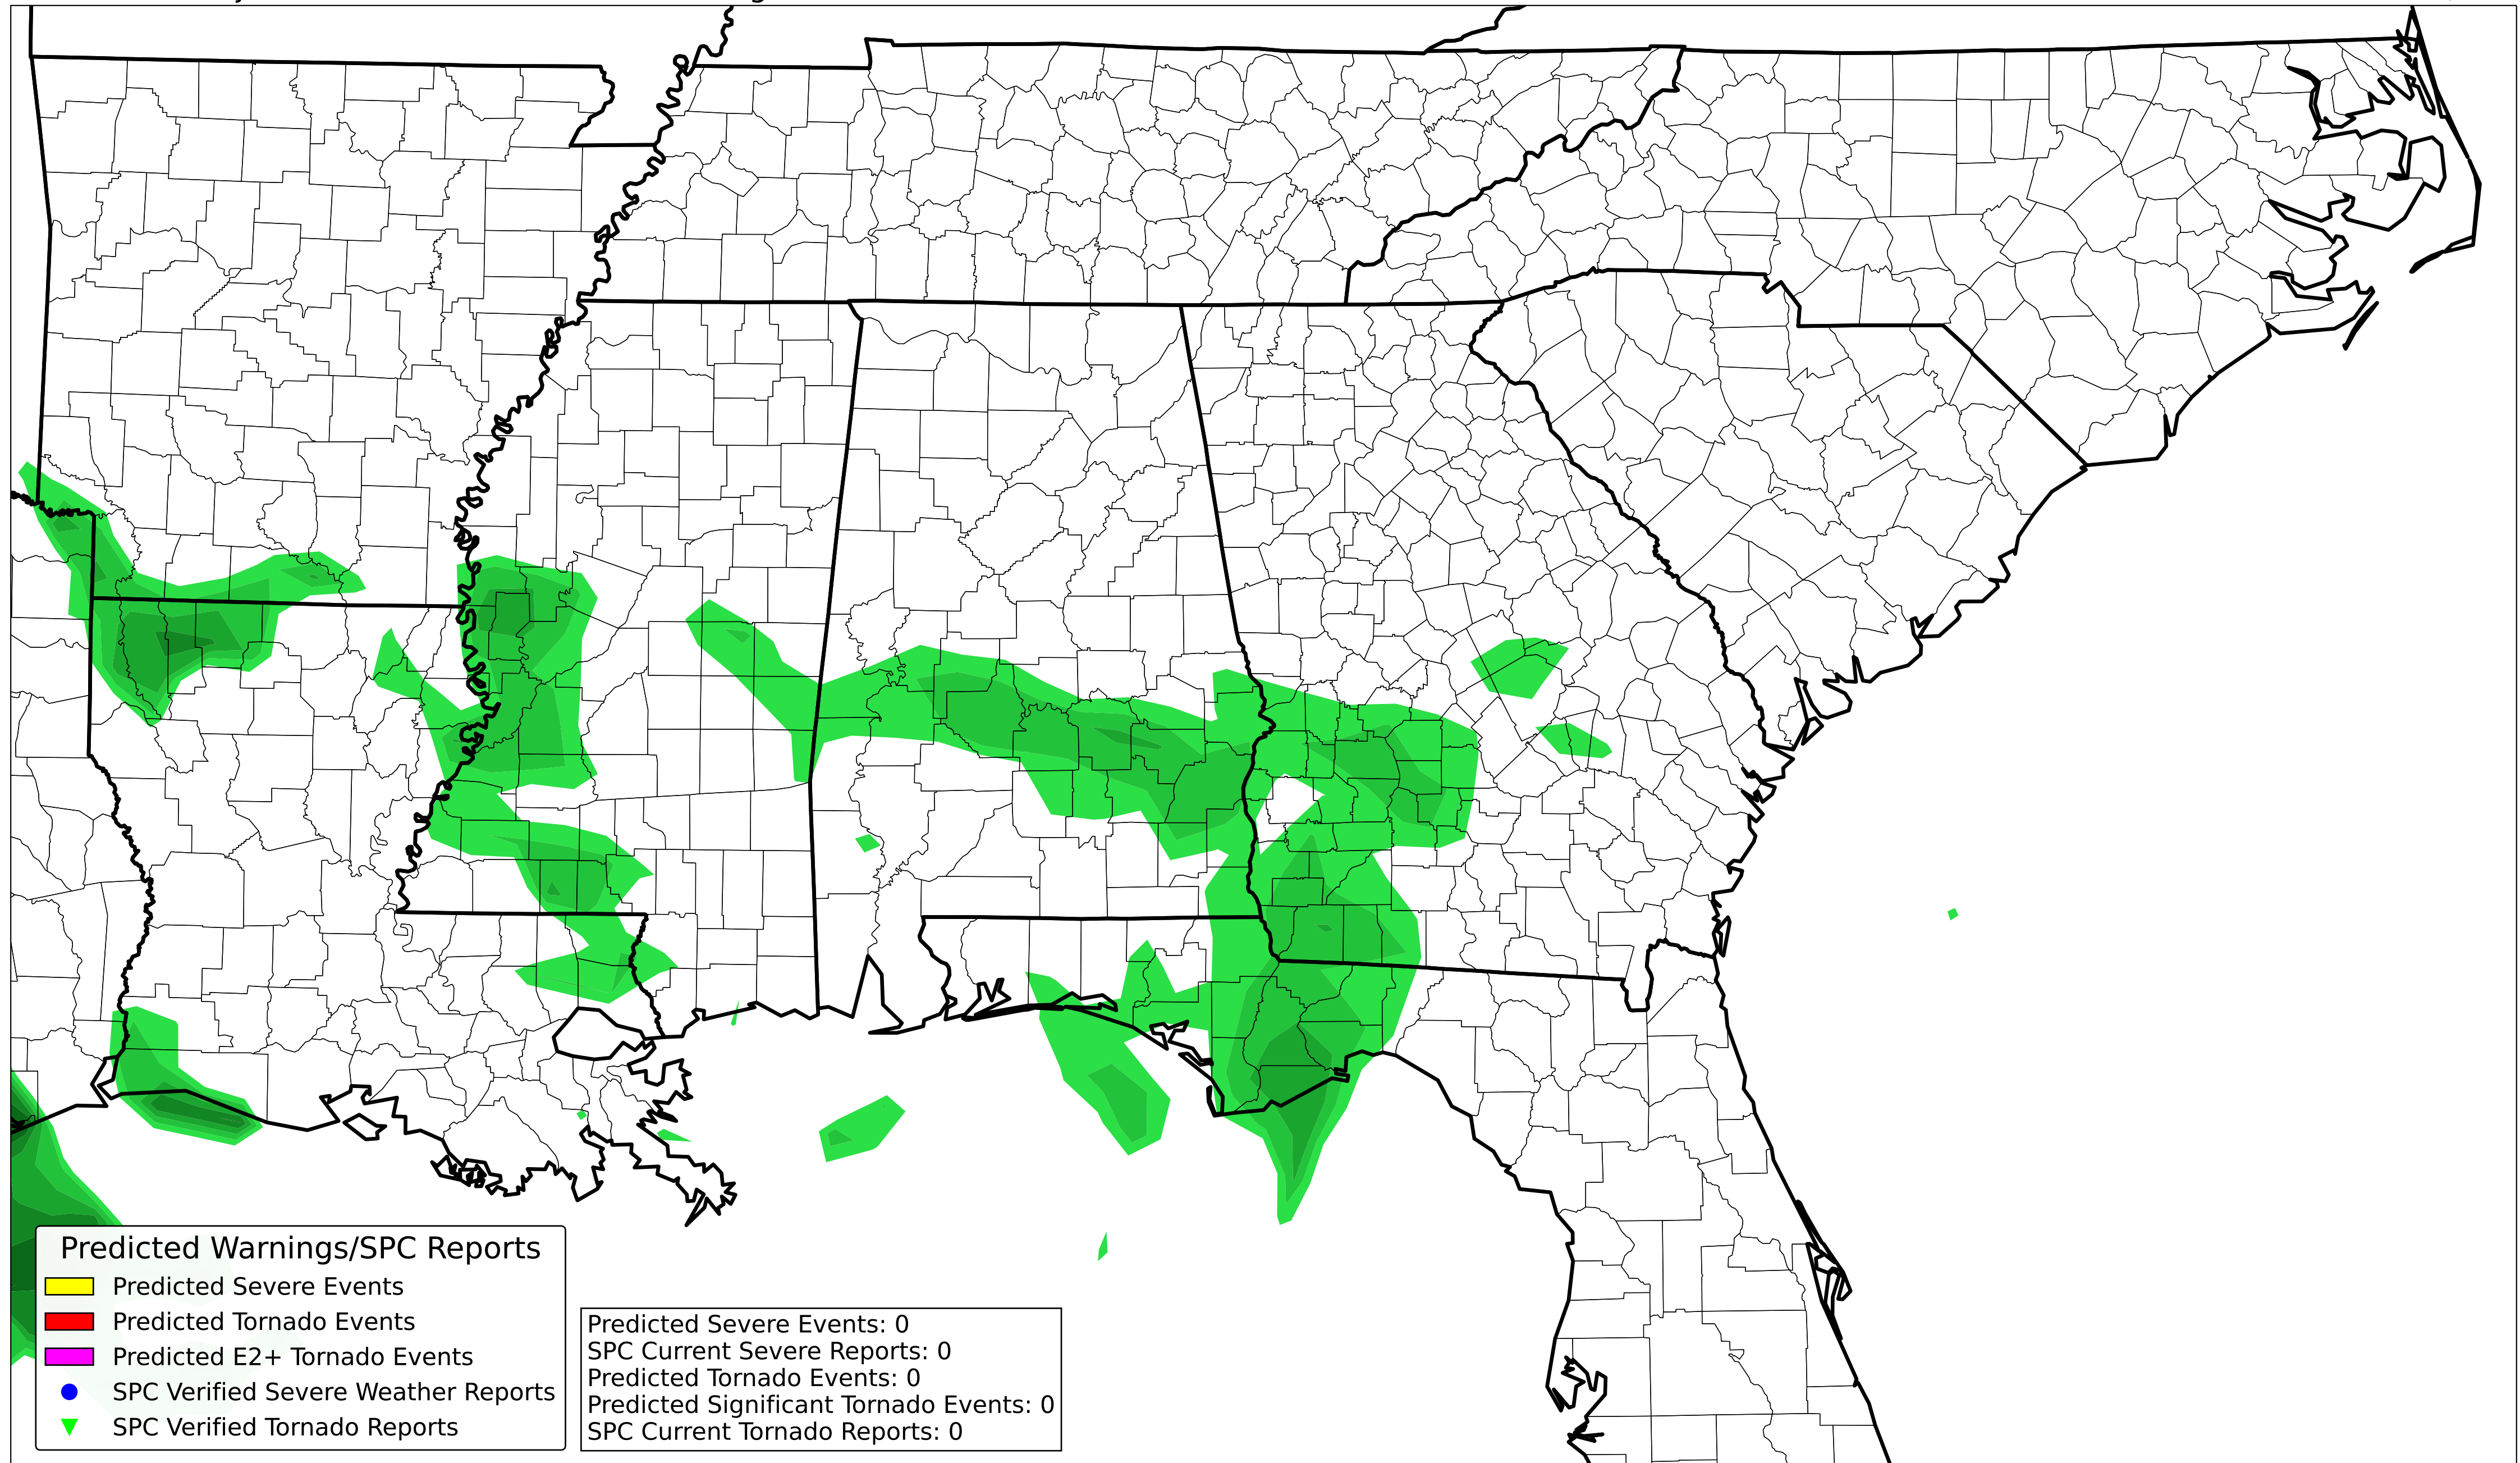 Predicted Warnings/SPC Reports
Predicted Severe Events
Predicted Tornado Events
Predicted E2+ Tornado Events
SPC Verified Severe Weather Reports
SPC Verified Tornado Reports
Predicted Severe Events: 0
SPC Current Severe Reports: 0
Predicted Tornado Events: 0
Predicted Significant Tornado Events: 0
SPC Current Tornado Reports: 0